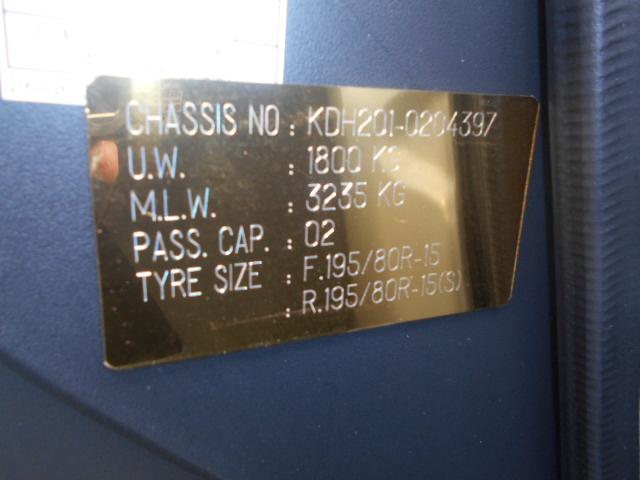 CHASSIS NO : KDH201-0204397
U.W. : 1800 KG
M.L.W. : 3235 KG
PASS. CAP. : 02
TYRE SIZE : F.195/80R-15
: R.195/80R-15(S)